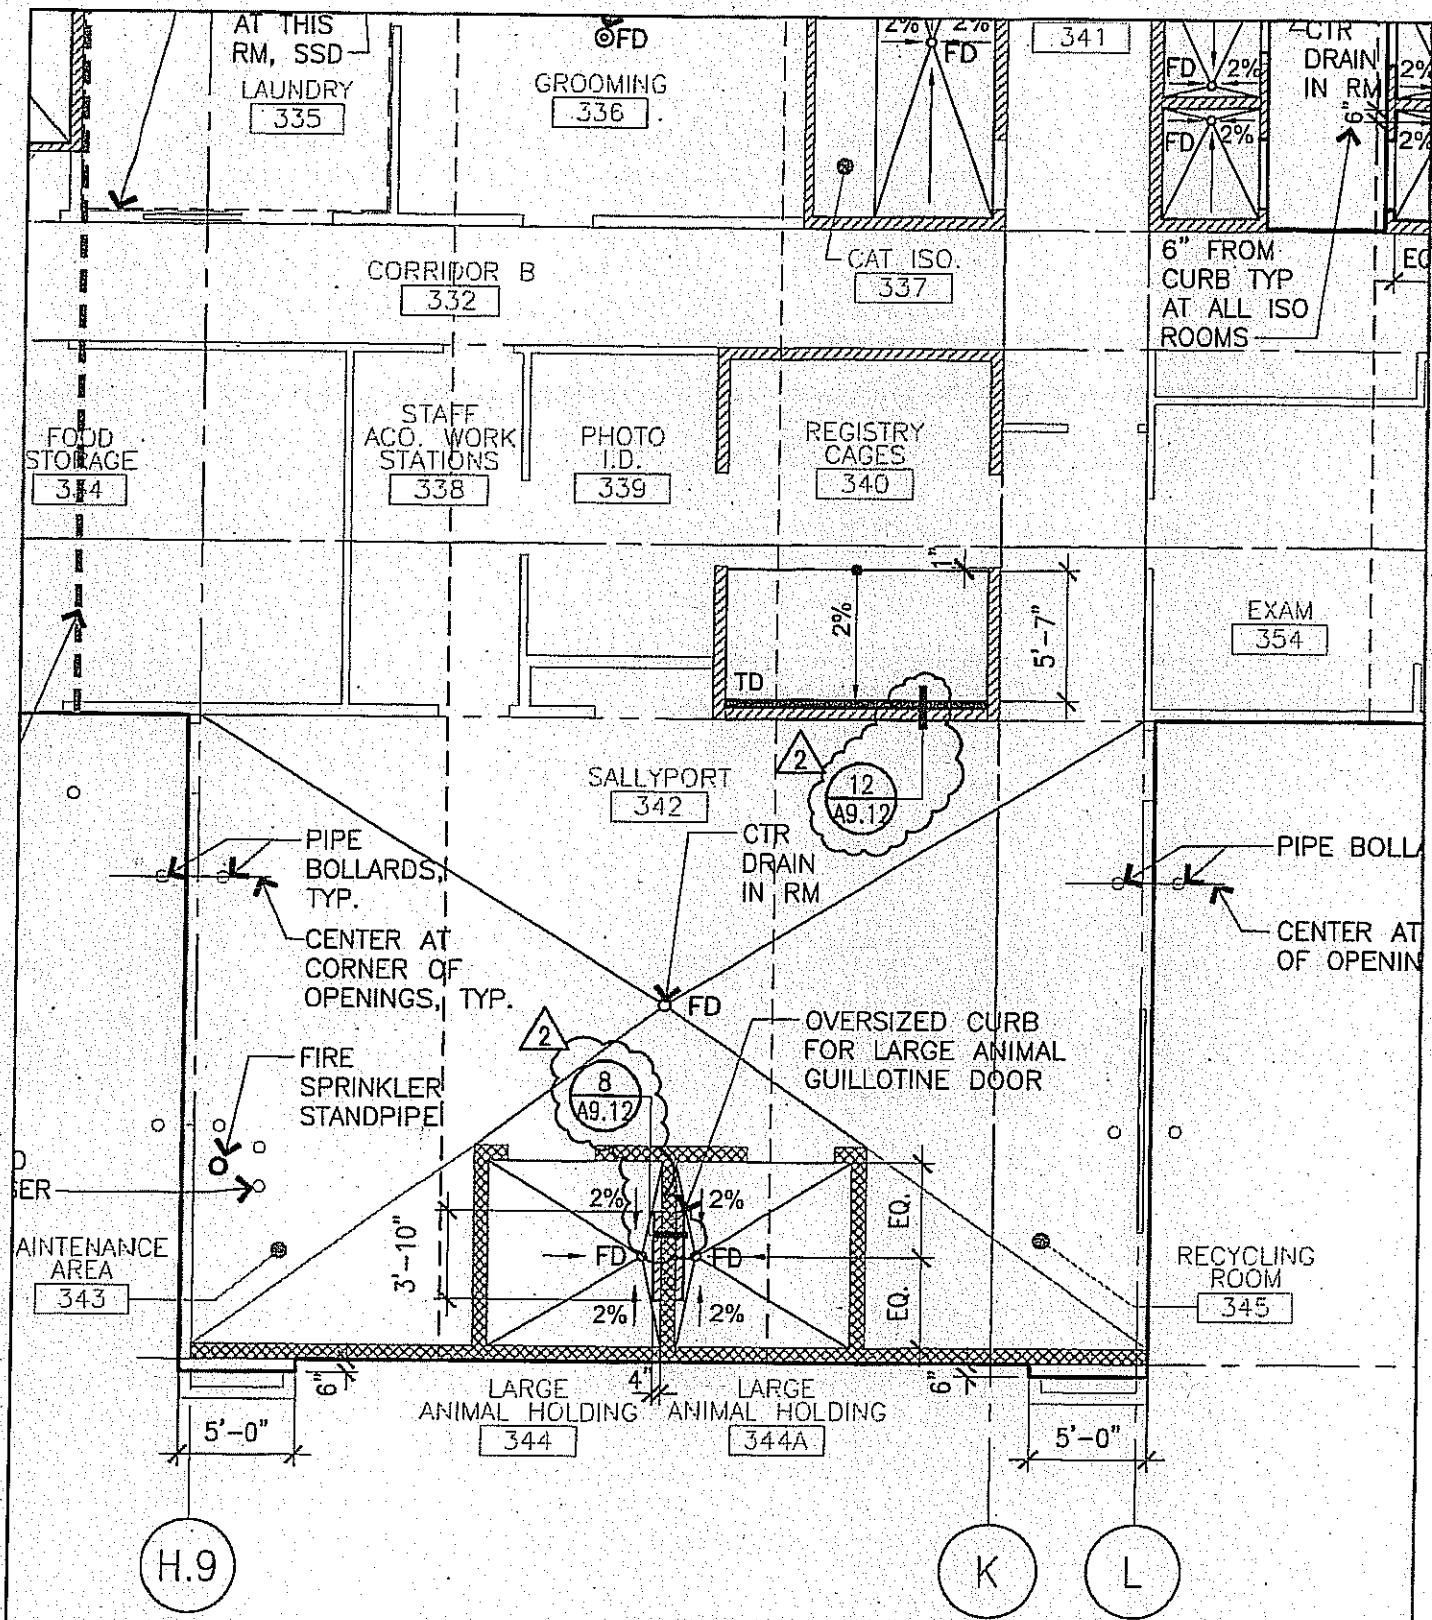 AT THIS
RM, SSD
LAUNDRY
335
FD
GROOMING
336
2% 2%
FD
341
FD 2%
FD 2%
CTR
DRAIN
IN RM
6"
2%
2%
CORRIDOR B
332
CAT ISO.
337
6" FROM
CURB TYP
AT ALL ISO
ROOMS
FOOD
STORAGE
334
STAFF
ACO. WORK
STATIONS
338
PHOTO
I.D.
339
REGISTRY
CAGES
340
1"
2%
5'-7"
TD
EXAM
354
SALLYPORT
342
2
12
A9.12
PIPE
BOLLARDS,
TYP.
CTR
DRAIN
IN RM
PIPE BOLLA
CENTER AT
CORNER OF
OPENINGS, TYP.
CENTER AT
OF OPENIN
FD
2
8
A9.12
OVERSIZED CURB
FOR LARGE ANIMAL
GUILLOTINE DOOR
FIRE
SPRINKLER
STANDPIPE
GER
2% 2%
3'-10"
FD FD
2% 2%
EQ.
EQ.
AINTENANCE
AREA
343
RECYCLING
ROOM
345
6"
4"
6"
LARGE
ANIMAL HOLDING
344
LARGE
ANIMAL HOLDING
344A
5'-0"
5'-0"
H.9
K
L